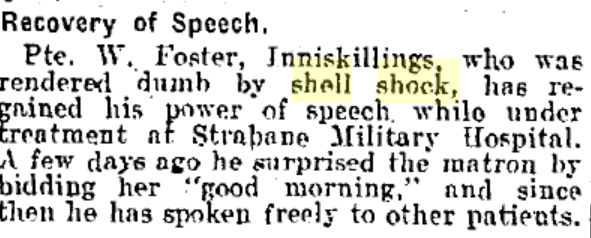 Recovery of Speech.
Pte. W. Foster, Inniskillings, who was
rendered dumb by shell shock, has re-
gained his power of speech while under
treatment at Strabane Military Hospital.
A few days ago he surprised the matron by
bidding her "good morning," and since
then he has spoken freely to other patients.